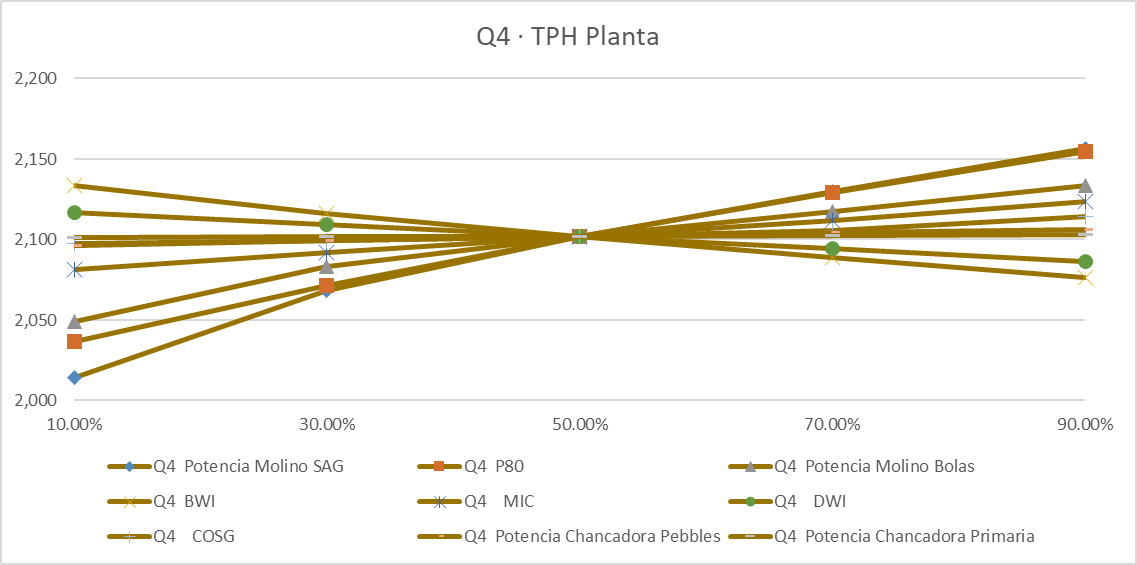 Q4 · TPH Planta
2,200
2,150
2,100
2,050
2,000
10.00% 30.00% 50.00% 70.00% 90.00%
Q4 Potencia Molino SAG Q4 P80 Q4 Potencia Molino Bolas
Q4 BWI Q4 MIC Q4 DWI
Q4 COSG Q4 Potencia Chancadora Pebbles Q4 Potencia Chancadora Primaria